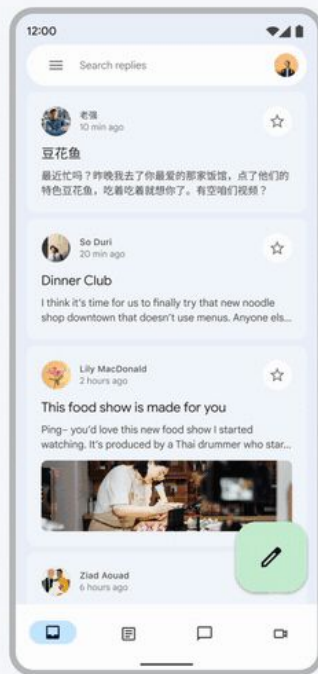 12:00
Search replies
老强
10 min ago
豆花鱼
最近忙吗？昨晚我去了你最爱的那家饭馆，点了他们的
特色豆花鱼，吃着吃着就想你了。有空咱们视频？
So Duri
20 min ago
Dinner Club
I think it's time for us to finally try that new noodle
shop downtown that doesn't use menus. Anyone els...
Lily MacDonald
2 hours ago
This food show is made for you
Ping– you'd love this new food show I started
watching. It's produced by a Thai drummer who star...
Ziad Aouad
6 hours ago